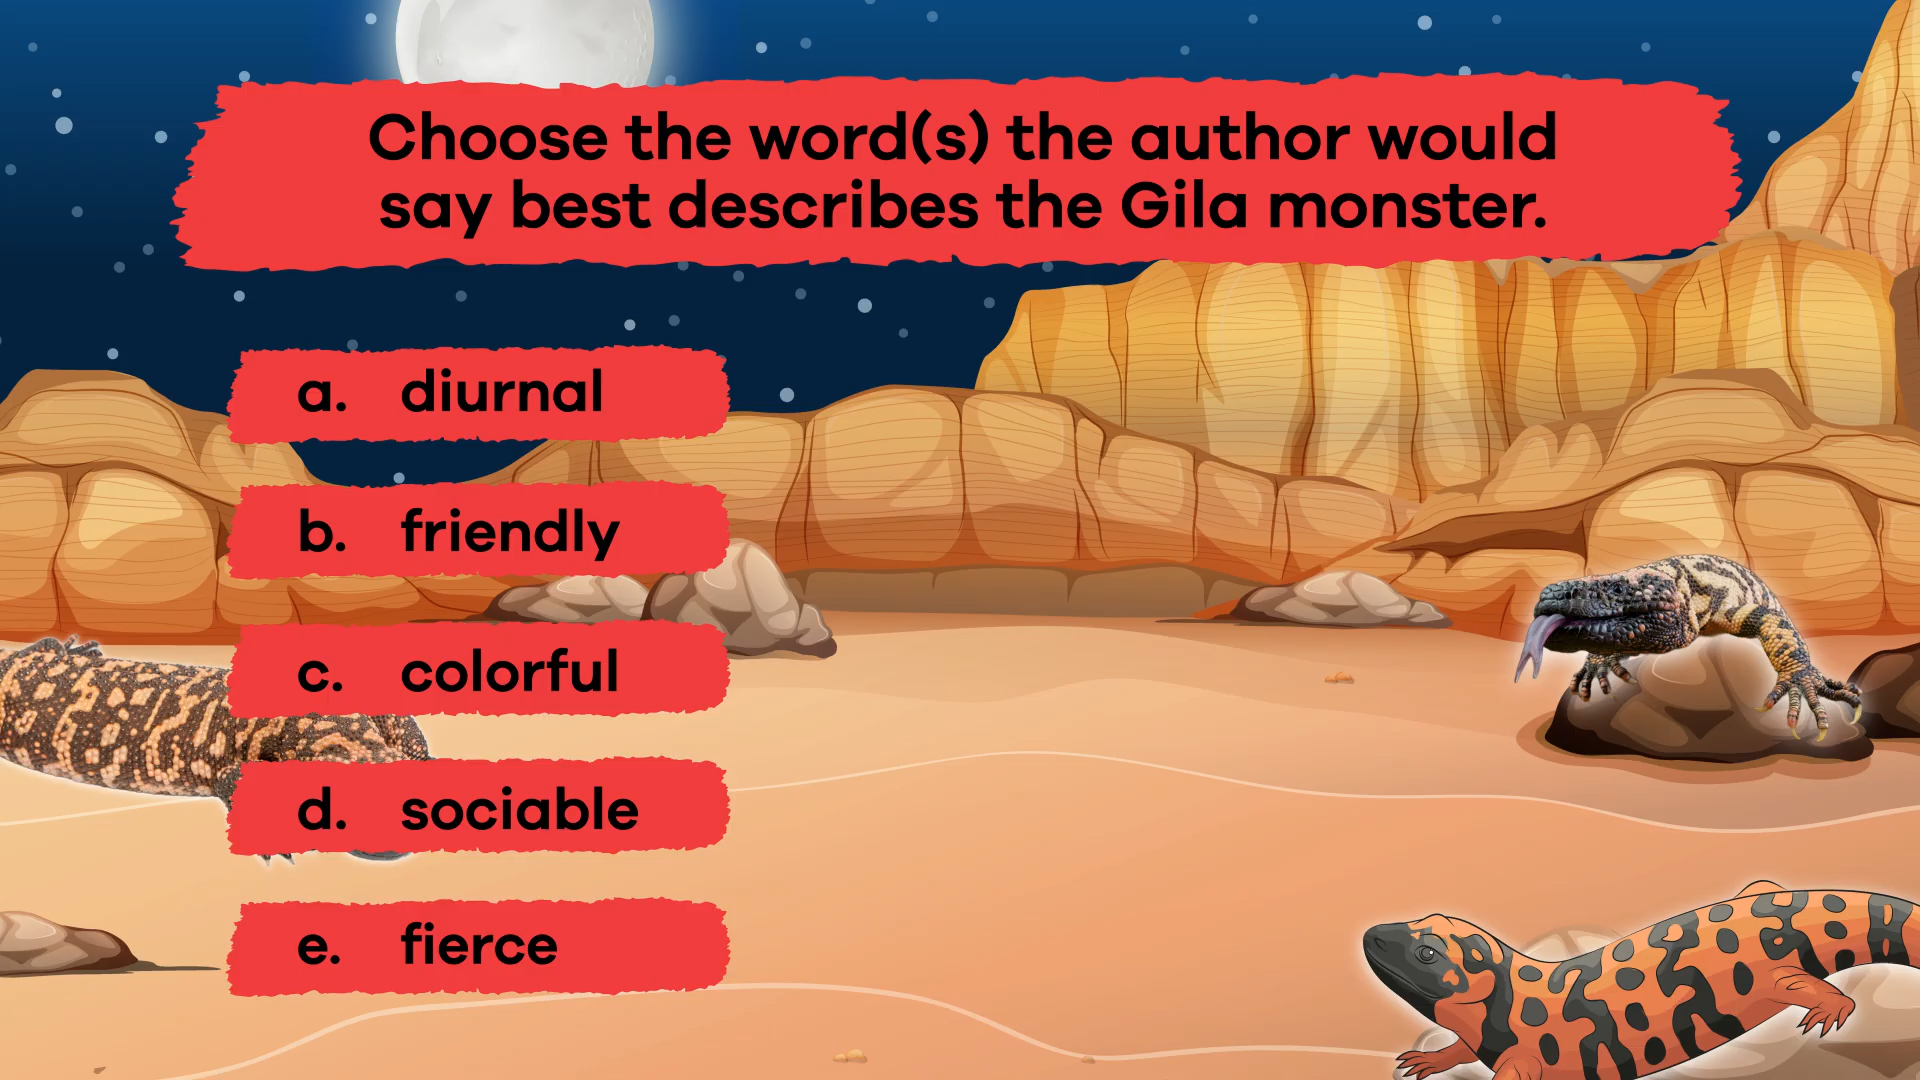 Choose the word(s) the author would
say best describes the Gila monster.
a. diurnal
b. friendly
c. colorful
d. sociable
e. fierce